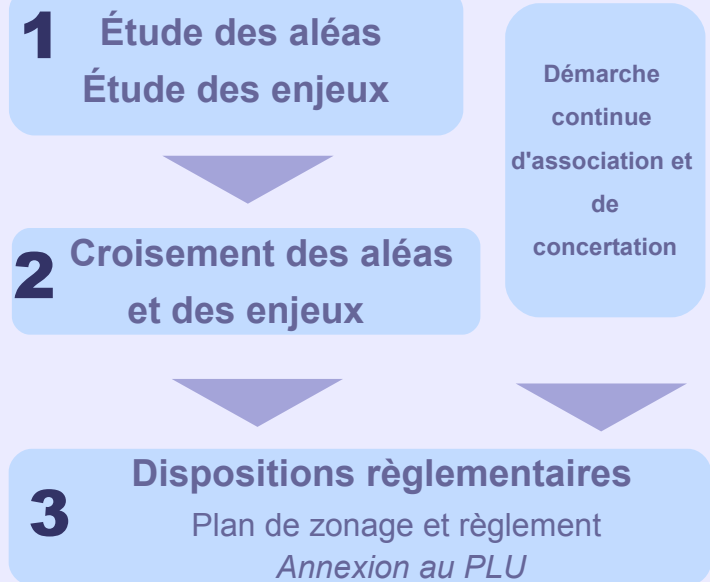 1 Étude des aléas
Étude des enjeux
Démarche
continue
d'association et
de
concertation
2 Croisement des aléas
et des enjeux
3 Dispositions règlementaires
Plan de zonage et règlement
Annexion au PLU